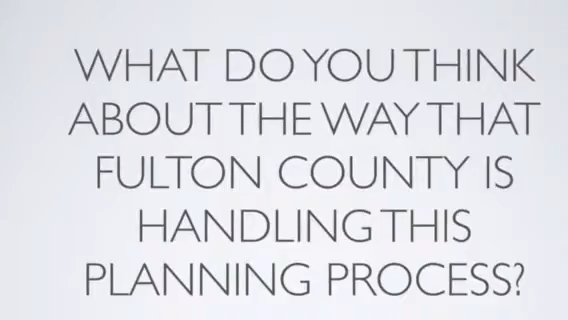 WHAT DO YOU THINK
ABOUT THE WAY THAT
FULTON COUNTY IS
HANDLING THIS
PLANNING PROCESS?